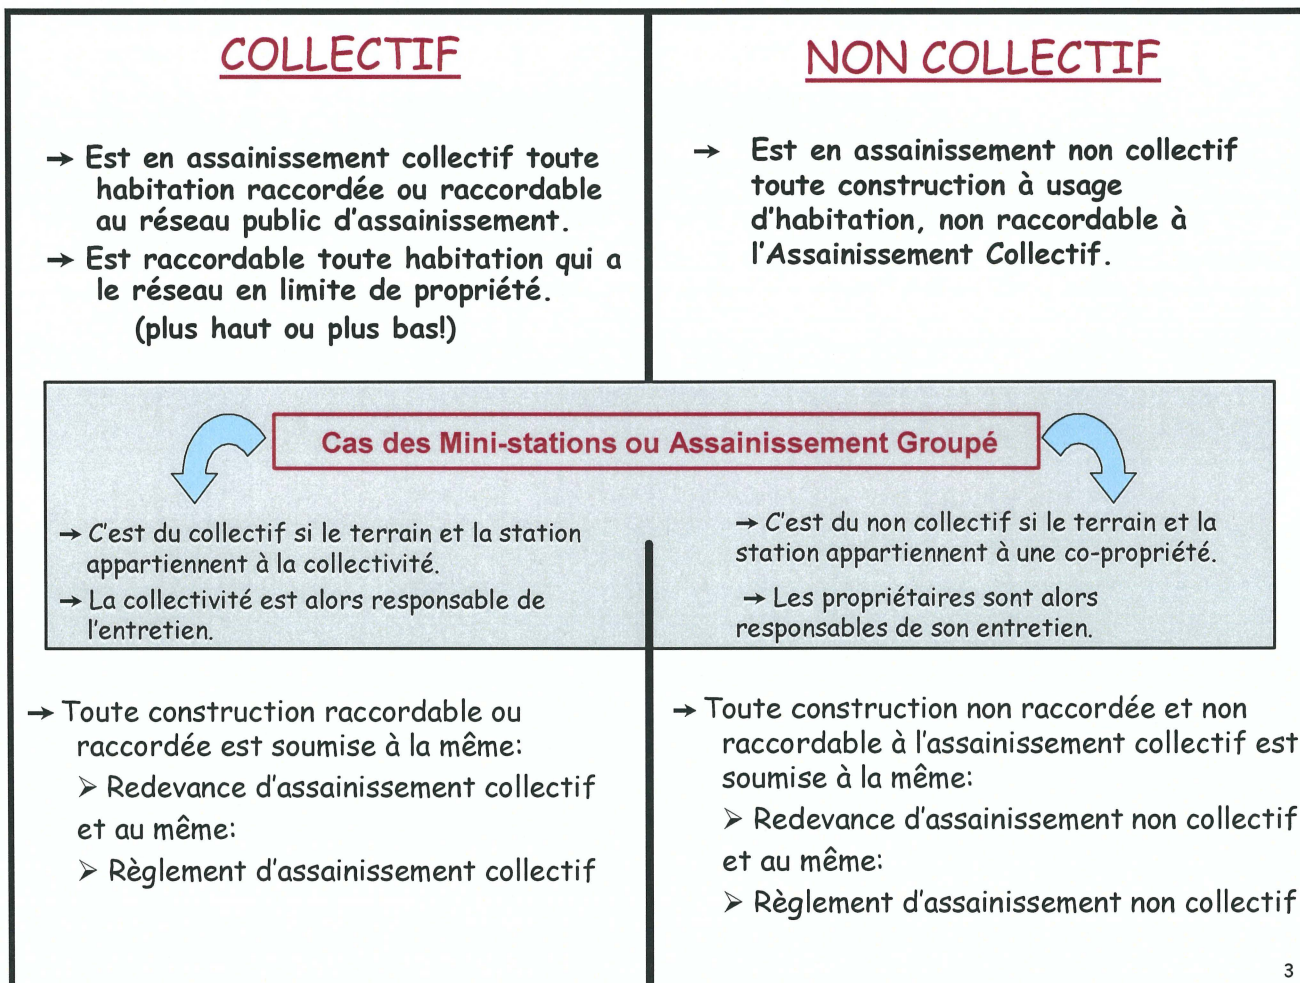 COLLECTIF
→ Est en assainissement collectif toute
habitation raccordée ou raccordable
au réseau public d'assainissement.
→ Est raccordable toute habitation qui a
le réseau en limite de propriété.
(plus haut ou plus bas!)
NON COLLECTIF
→ Est en assainissement non collectif
toute construction à usage
d'habitation, non raccordable à
l'Assainissement Collectif.
Cas des Mini-stations ou Assainissement Groupé
→ C'est du collectif si le terrain et la station
appartiennent à la collectivité.
→ La collectivité est alors responsable de
l'entretien.
→ C'est du non collectif si le terrain et la
station appartiennent à une co-propriété.
→ Les propriétaires sont alors
responsables de son entretien.
→ Toute construction raccordable ou
raccordée est soumise à la même:
➢ Redevance d'assainissement collectif
et au même:
➢ Règlement d'assainissement collectif
→ Toute construction non raccordée et non
raccordable à l'assainissement collectif est
soumise à la même:
➢ Redevance d'assainissement non collectif
et au même:
➢ Règlement d'assainissement non collectif
3